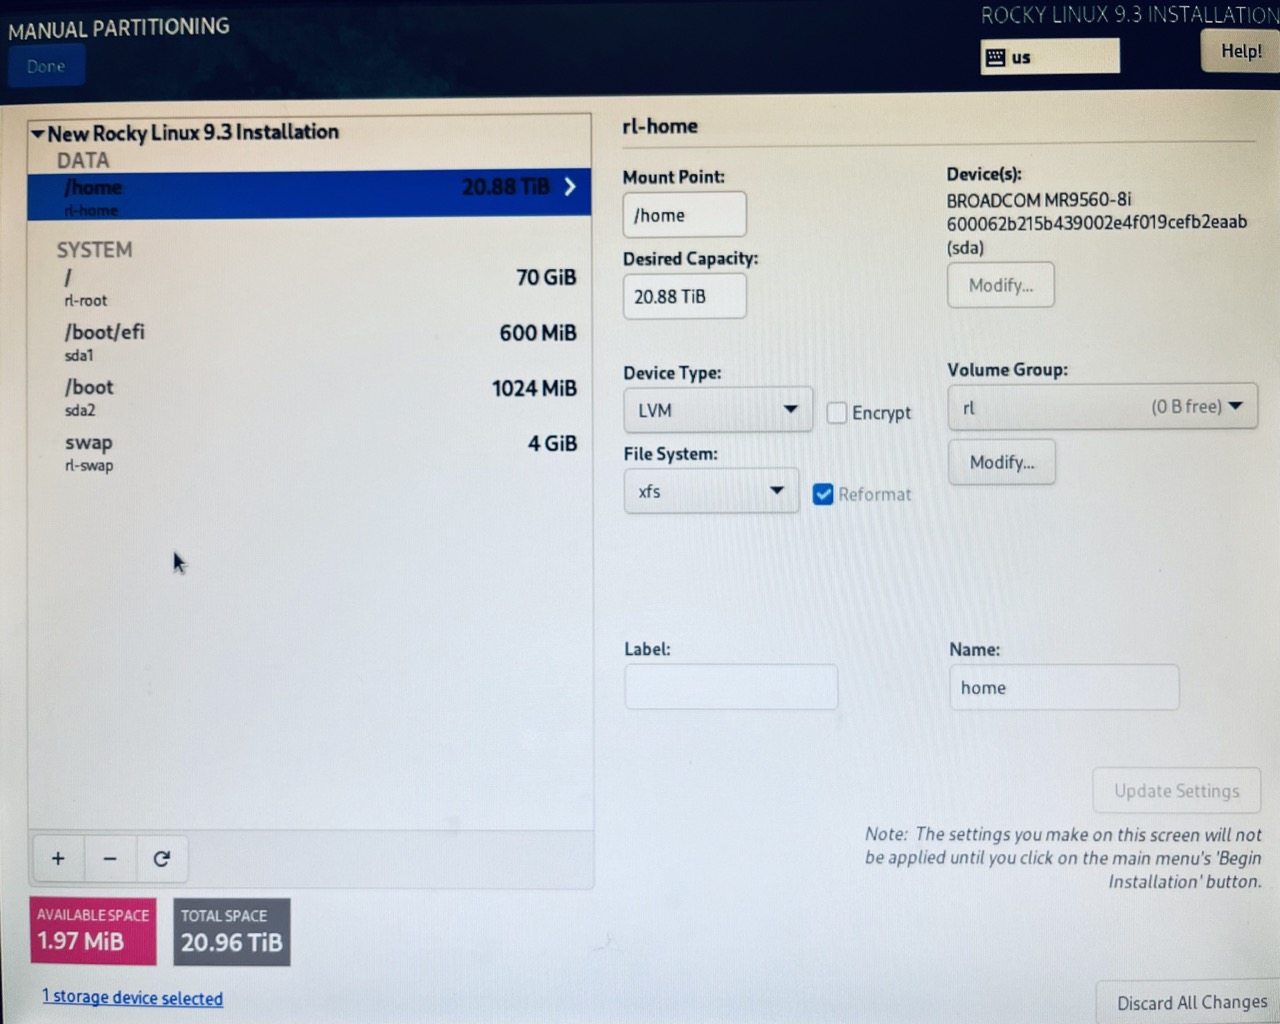 MANUAL PARTITIONING
ROCKY LINUX 9.3 INSTALLATION
Done
us
Help!
New Rocky Linux 9.3 Installation
DATA
/home
20.88 TiB
rl-home
SYSTEM
/
70 GiB
rl-root
/boot/efi
600 MiB
sda1
/boot
1024 MiB
sda2
swap
4 GiB
rl-swap
+ −
AVAILABLE SPACE
1.97 MiB
TOTAL SPACE
20.96 TiB
1 storage device selected
rl-home
Mount Point:
/home
Desired Capacity:
20.88 TiB
Device(s):
BROADCOM MR9560-8i
600062b215b439002e4f019cefb2eaab
(sda)
Modify...
Device Type:
LVM
Encrypt
Volume Group:
rl (0 B free)
Modify...
File System:
xfs
Reformat
Label:
Name:
home
Update Settings
Note: The settings you make on this screen will not
be applied until you click on the main menu's 'Begin
Installation' button.
Discard All Changes